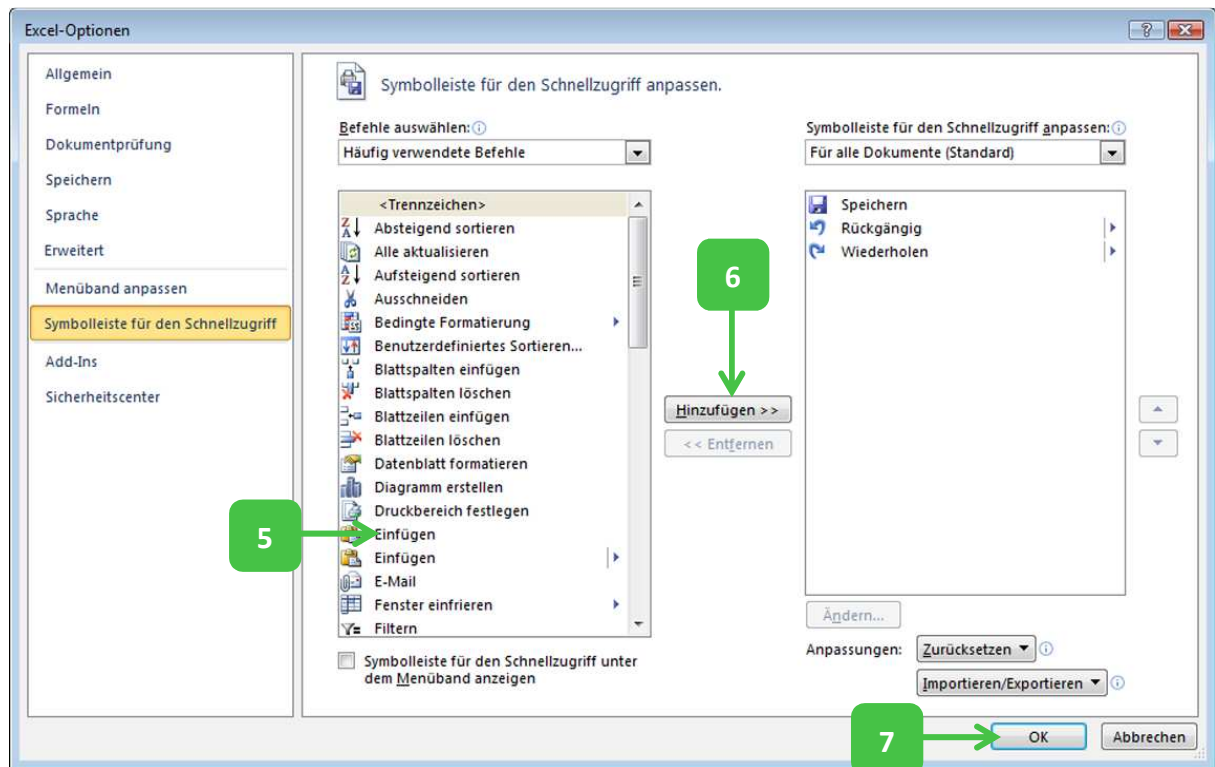 Excel-Optionen
Allgemein
Formeln
Dokumentprüfung
Speichern
Sprache
Erweitert
Menüband anpassen
Symbolleiste für den Schnellzugriff
Add-Ins
Sicherheitscenter
Symbolleiste für den Schnellzugriff anpassen.
Befehle auswählen:
Häufig verwendete Befehle
<Trennzeichen>
Absteigend sortieren
Alle aktualisieren
Aufsteigend sortieren
Ausschneiden
Bedingte Formatierung
Benutzerdefiniertes Sortieren...
Blattspalten einfügen
Blattspalten löschen
Blattzeilen einfügen
Blattzeilen löschen
Datenblatt formatieren
Diagramm erstellen
Druckbereich festlegen
5
Einfügen
Einfügen
E-Mail
Fenster einfrieren
Filtern
Symbolleiste für den Schnellzugriff unter
dem Menüband anzeigen
6
Hinzufügen >>
<< Entfernen
Symbolleiste für den Schnellzugriff anpassen:
Für alle Dokumente (Standard)
Speichern
Rückgängig
Wiederholen
Ändern...
Anpassungen: Zurücksetzen
Importieren/Exportieren
7
OK
Abbrechen